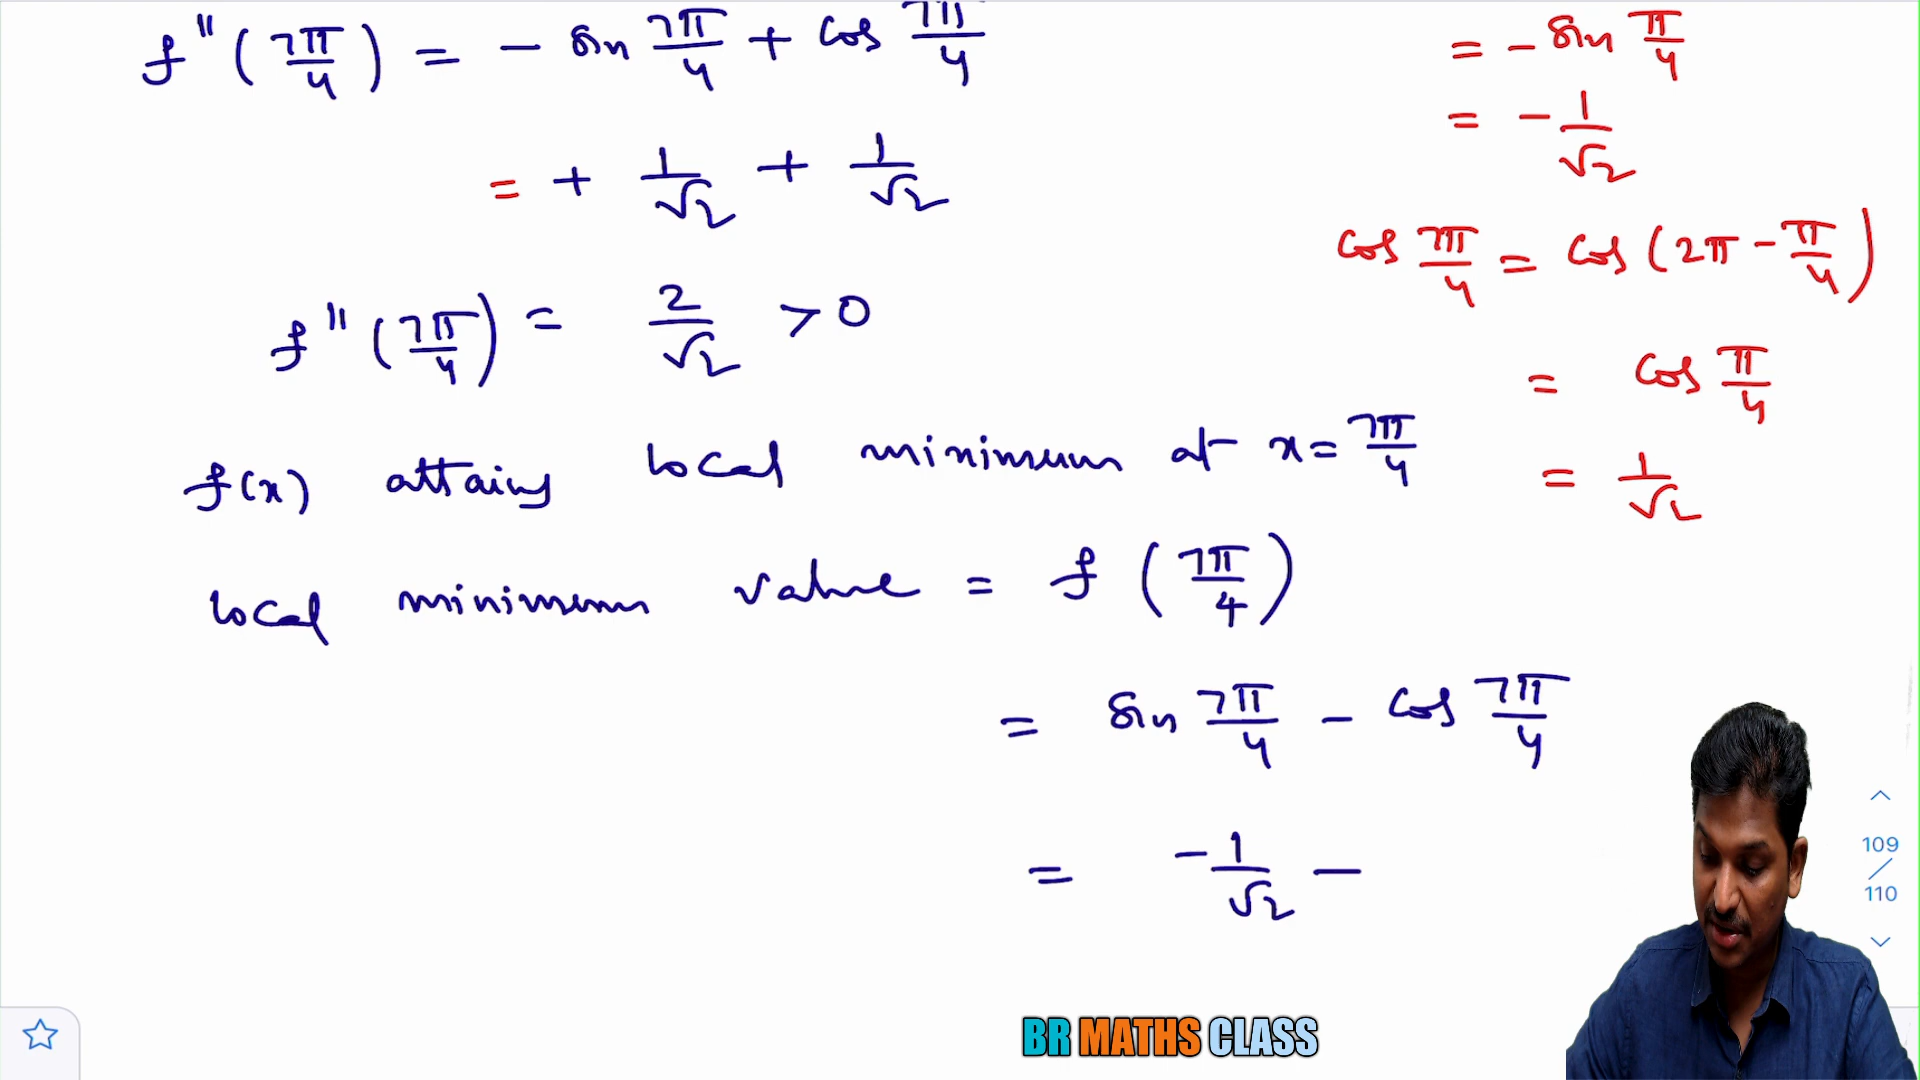 f''(7π/4) = - sin 7π/4 + cos 7π/4
= + 1/√2 + 1/√2
f''(7π/4) = 2/√2 > 0
f(x) attains local minimum at x = 7π/4
local minimum value = f(7π/4)
= sin 7π/4 - cos 7π/4
= -1/√2 -
= - sin π/4
= - 1/√2
cos 7π/4 = cos (2π - π/4)
= cos π/4
= 1/√2
109
/
110
BR MATHS CLASS